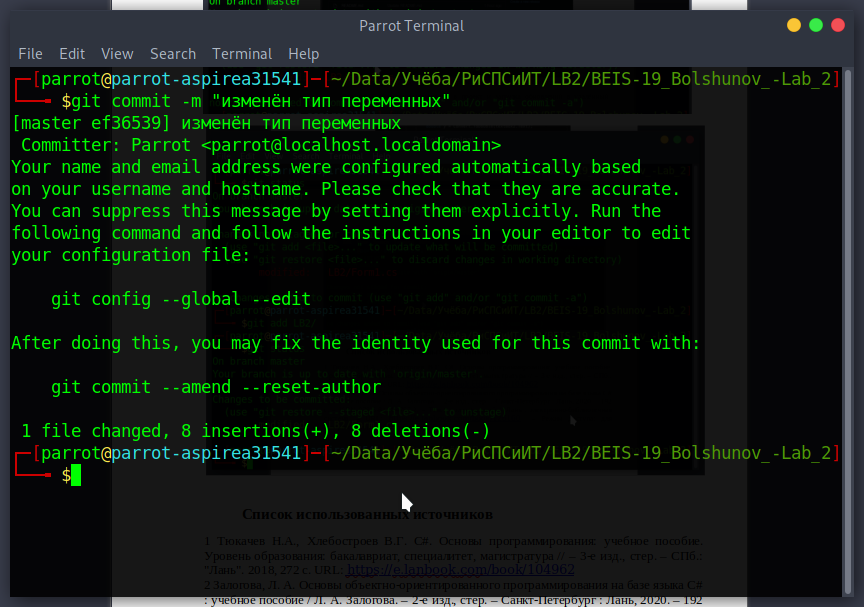 On branch master
Parrot Terminal
File Edit View Search Terminal Help
[parrot@parrot-aspirea31541]─[~/Data/Учёба/РиСПСиИТ/LB2/BEIS-19_Bolshunov_-Lab_2]
$git commit -m "изменён тип переменных"
[master ef36539] изменён тип переменных
Committer: Parrot <parrot@localhost.localdomain>
Your name and email address were configured automatically based
on your username and hostname. Please check that they are accurate.
You can suppress this message by setting them explicitly. Run the
following command and follow the instructions in your editor to edit
your configuration file:
git config --global --edit
After doing this, you may fix the identity used for this commit with:
git commit --amend --reset-author
1 file changed, 8 insertions(+), 8 deletions(-)
[parrot@parrot-aspirea31541]─[~/Data/Учёба/РиСПСиИТ/LB2/BEIS-19_Bolshunov_-Lab_2]
$
Список использованных источников
1 Тюкачев Н.А., Хлебостроев В.Г. C#. Основы программирования: учебное пособие.
Уровень образования: бакалавриат, специалитет, магистратура // – 3-е изд., стер. – СПб.:
"Лань". 2018, 272 с. URL: https://e.lanbook.com/book/104962
2 Залогова. Л. А. Основы объектно-ориентированного программирования на базе языка C#
: учебное пособие / Л. А. Залогова. – 2-е изд., стер. – Санкт-Петербург : Лань, 2020. – 192